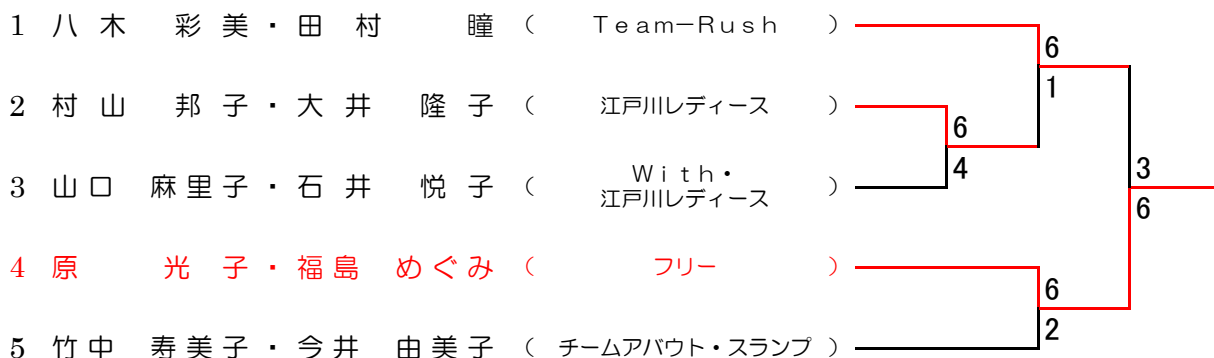 1 八木 彩美・田村 瞳 ( Team-Rush )
6
1
2 村山 邦子・大井 隆子 ( 江戸川レディース )
6
4
3 山口 麻里子・石井 悦子 ( With・
江戸川レディース )
3
6
4 原 光子・福島 めぐみ ( フリー )
6
2
5 竹中 寿美子・今井 由美子 ( チームアバウト・スランプ )